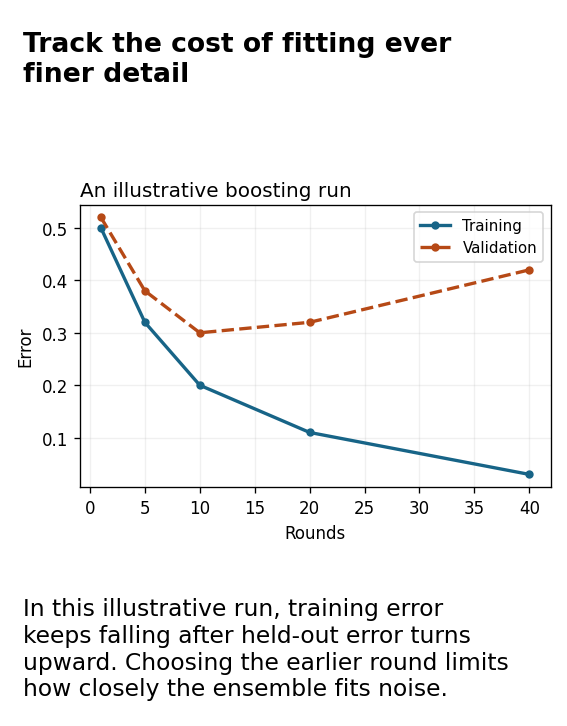 Track the cost of fitting ever
finer detail
An illustrative boosting run
Training
Validation
Error
0.5
0.4
0.3
0.2
0.1
0 5 10 15 20 25 30 35 40
Rounds
In this illustrative run, training error
keeps falling after held-out error turns
upward. Choosing the earlier round limits
how closely the ensemble fits noise.